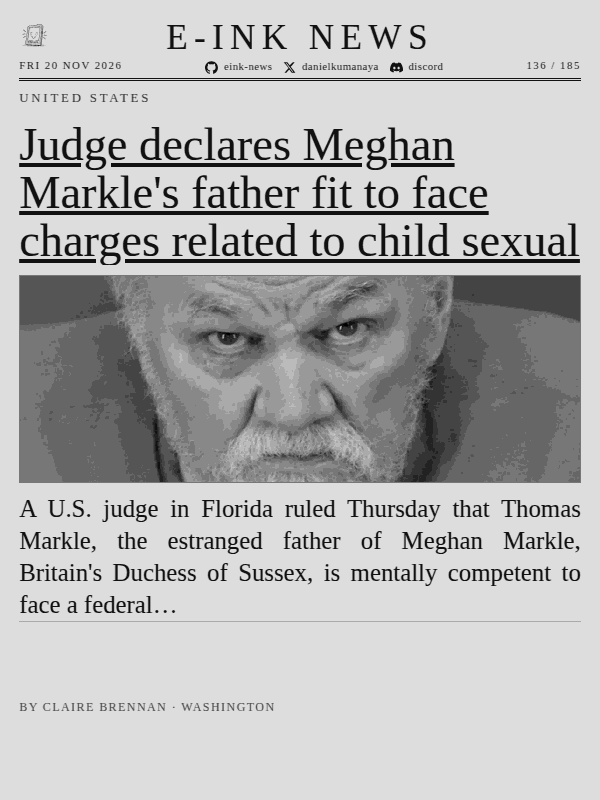 E-INK NEWS
FRI 20 NOV 2026
eink-news danielkumanaya discord
136 / 185
UNITED STATES
Judge declares Meghan
Markle's father fit to face
charges related to child sexual
A U.S. judge in Florida ruled Thursday that Thomas
Markle, the estranged father of Meghan Markle,
Britain's Duchess of Sussex, is mentally competent to
face a federal…
BY CLAIRE BRENNAN · WASHINGTON